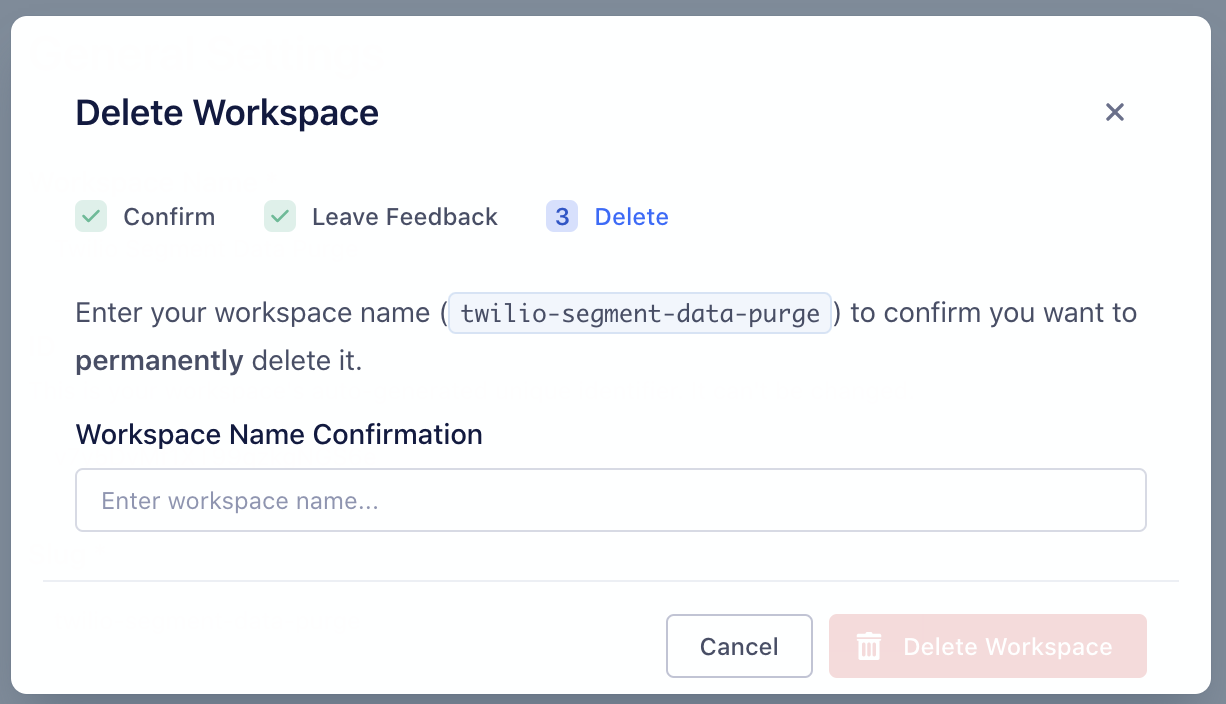 Delete Workspace
Confirm
Leave Feedback
3 Delete
Enter your workspace name (twilio-segment-data-purge) to confirm you want to
permanently delete it.
Workspace Name Confirmation
Enter workspace name...
Cancel
Delete Workspace